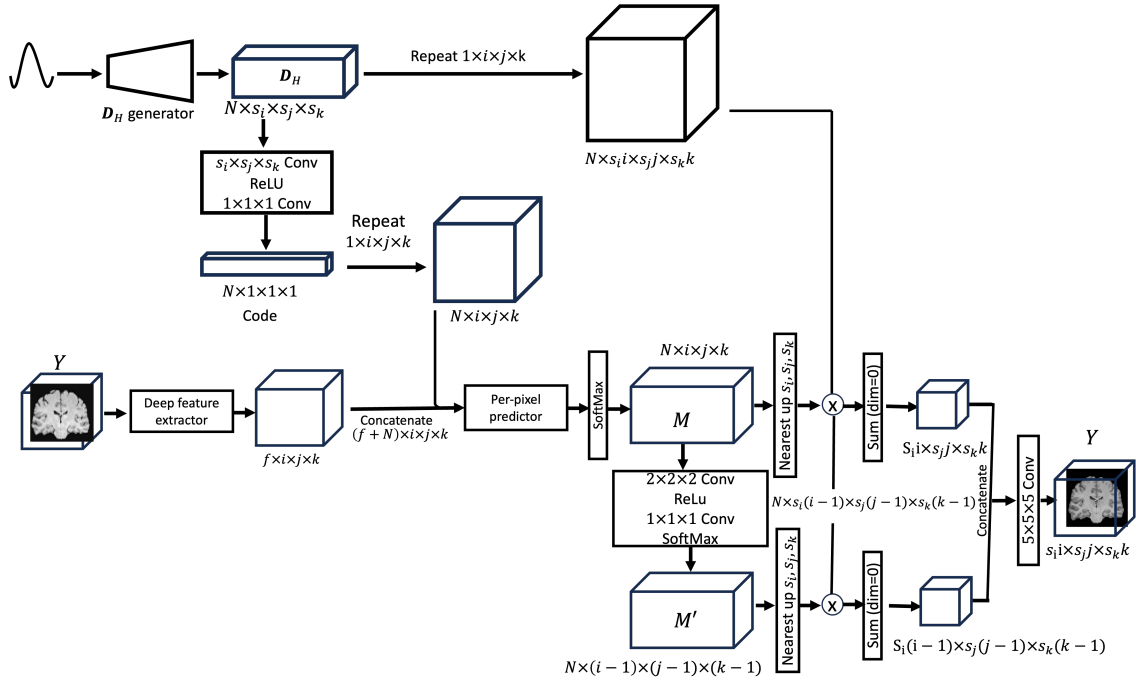 Repeat 1×i×j×k
D_H
D_H generator
N×s_i×s_j×s_k
s_i×s_j×s_k Conv
ReLU
1×1×1 Conv
N×s_i i×s_j j×s_k k
Repeat
1×i×j×k
N×1×1×1
Code
N×i×j×k
Y
Deep feature
extractor
f×i×j×k
Concatenate
(f + N)×i×j×k
Per-pixel
predictor
SoftMax
N×i×j×k
M
Nearest up s_i, s_j, s_k
x
Sum (dim=0)
S_i i×s_j j×s_k k
2×2×2 Conv
ReLu
1×1×1 Conv
SoftMax
N×s_i(i−1)×s_j(j−1)×s_k(k−1)
Concatenate
5×5×5 Conv
Y
s_i i×s_j j×s_k k
M′
N×(i−1)×(j−1)×(k−1)
Nearest up s_i, s_j, s_k
x
Sum (dim=0)
S_i(i−1)×s_j(j−1)×s_k(k−1)